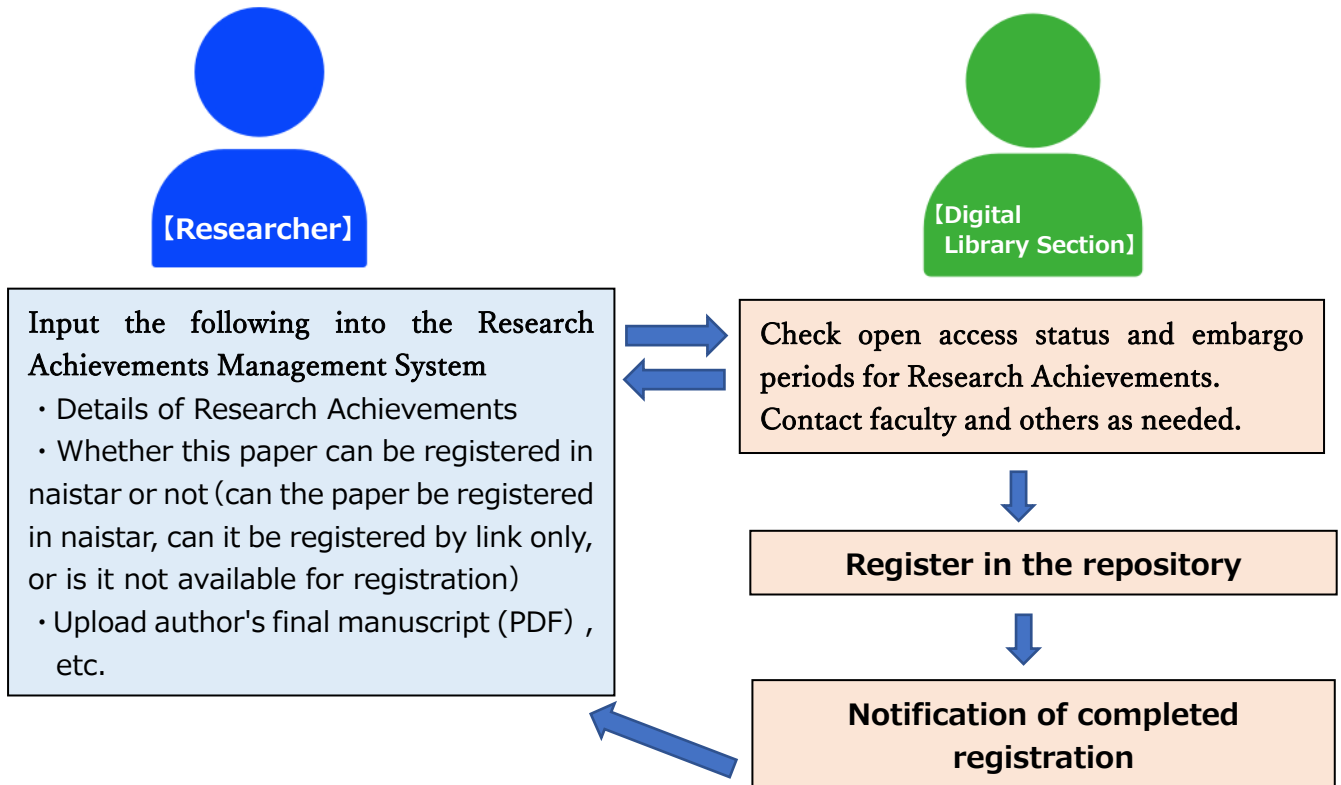 【Researcher】
【Digital
Library Section】
Input the following into the Research
Achievements Management System
・Details of Research Achievements
・Whether this paper can be registered in
naistar or not（can the paper be registered
in naistar, can it be registered by link only,
or is it not available for registration）
・Upload author's final manuscript (PDF）,
etc.
Check open access status and embargo
periods for Research Achievements.
Contact faculty and others as needed.
Register in the repository
Notification of completed
registration